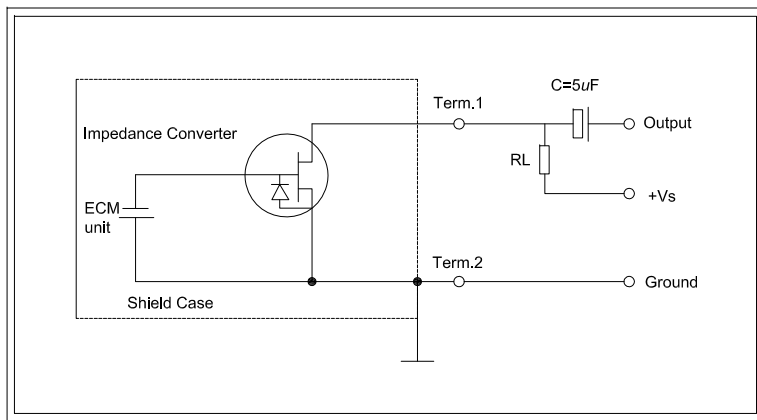 C=5uF
Term.1
Output
Impedance Converter
RL
+Vs
ECM
unit
Term.2
Ground
Shield Case